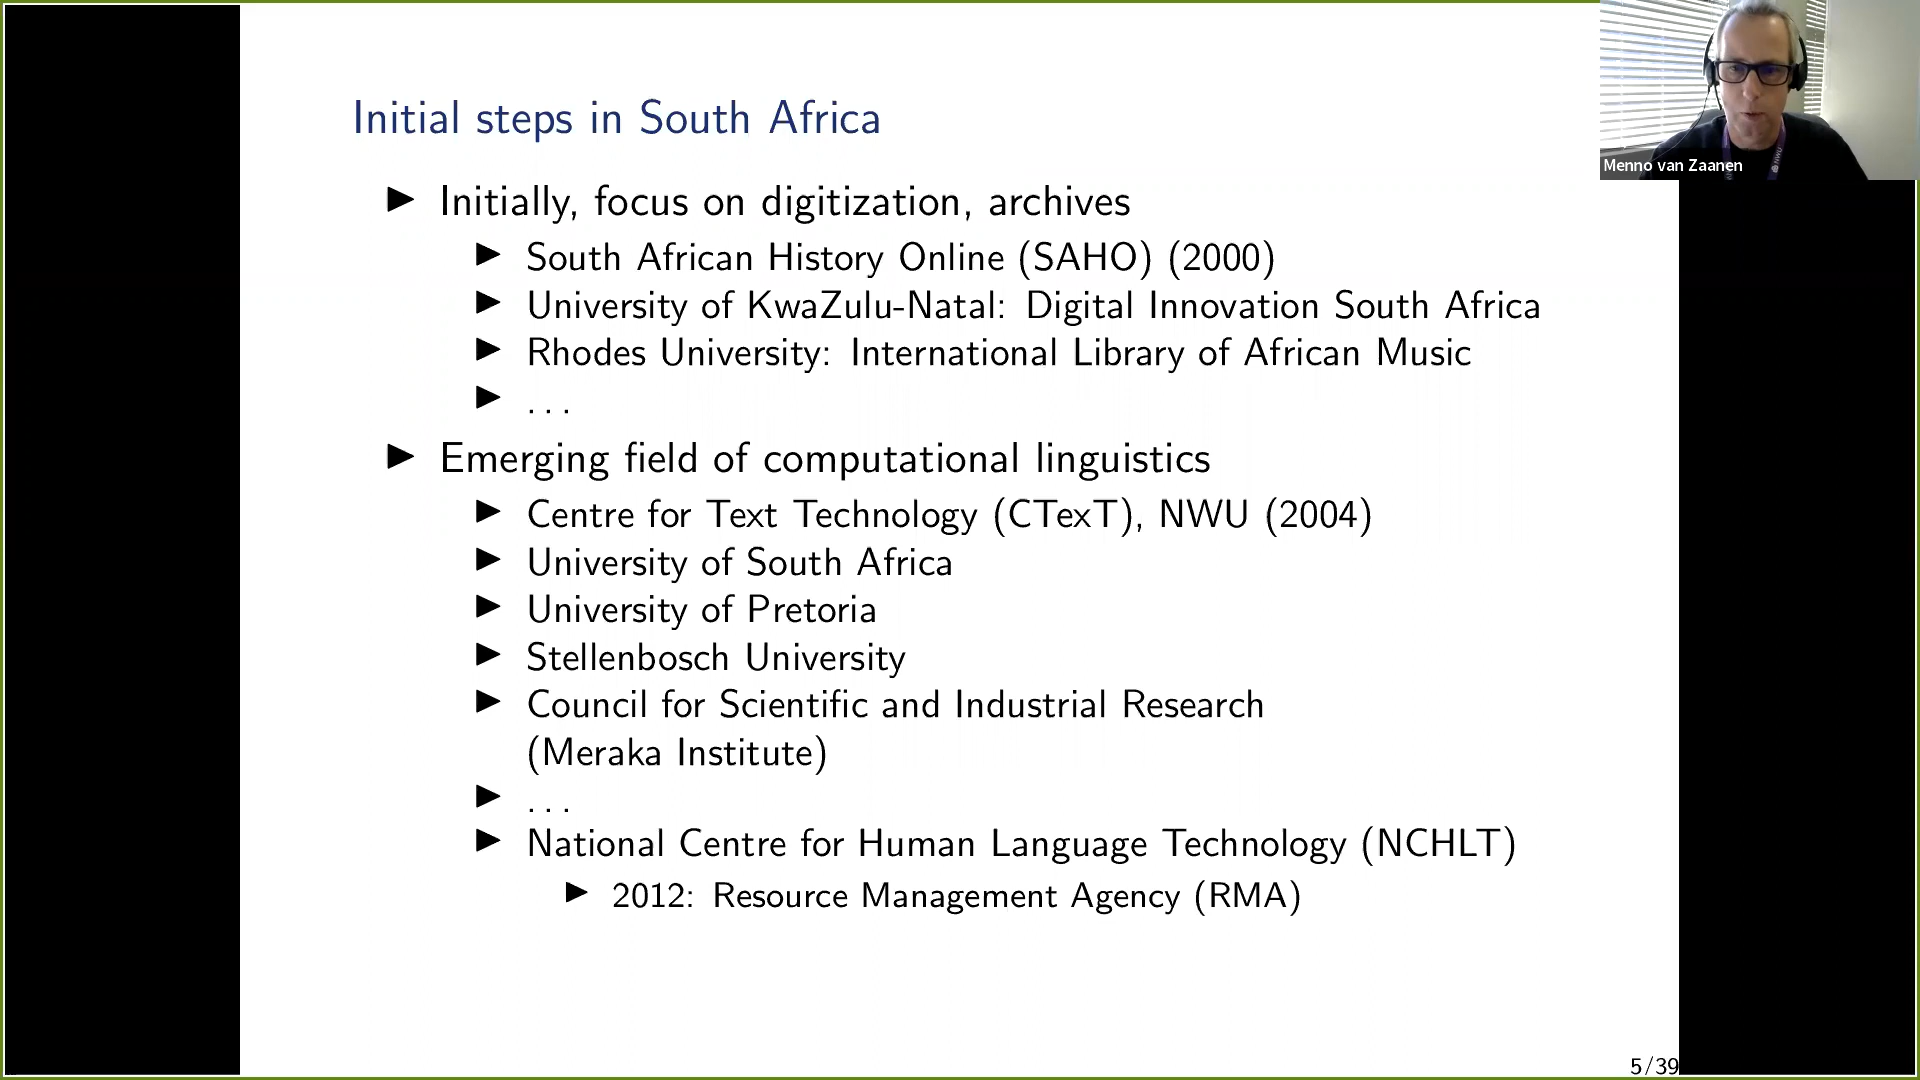 Initial steps in South Africa
▶ Initially, focus on digitization, archives
▶ South African History Online (SAHO) (2000)
▶ University of KwaZulu-Natal: Digital Innovation South Africa
▶ Rhodes University: International Library of African Music
▶ ...
▶ Emerging field of computational linguistics
▶ Centre for Text Technology (CTexT), NWU (2004)
▶ University of South Africa
▶ University of Pretoria
▶ Stellenbosch University
▶ Council for Scientific and Industrial Research
(Meraka Institute)
▶ ...
▶ National Centre for Human Language Technology (NCHLT)
▶ 2012: Resource Management Agency (RMA)
5/39
Menno van Zaanen
NWU